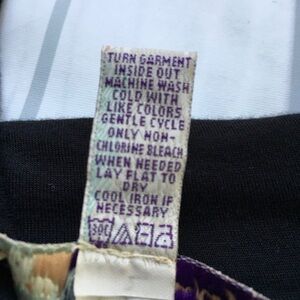 TURN GARMENT
INSIDE OUT
MACHINE WASH
COLD WITH
LIKE COLORS
GENTLE CYCLE
ONLY NON-
CHLORINE BLEACH
WHEN NEEDED
LAY FLAT TO
DRY
COOL IRON IF
NECESSARY
30C